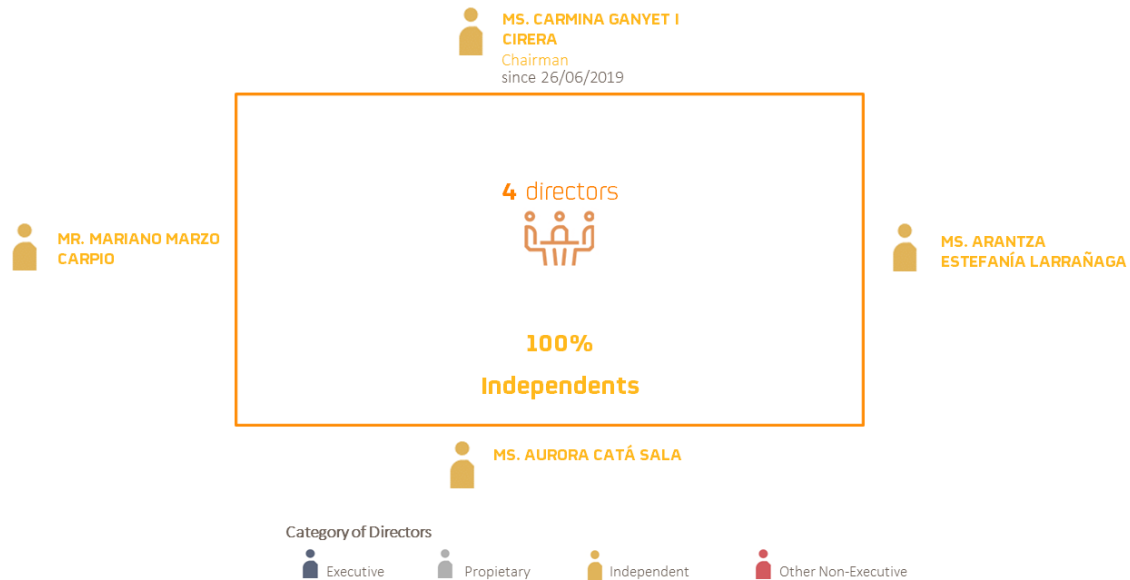 MS. CARMINA GANYET I
CIRERA
Chairman
since 26/06/2019
4 directors
MR. MARIANO MARZO
CARPIO
MS. ARANTZA
ESTEFANÍA LARRAÑAGA
100%
Independents
MS. AURORA CATÁ SALA
Category of Directors
Executive
Propietary
Independent
Other Non-Executive